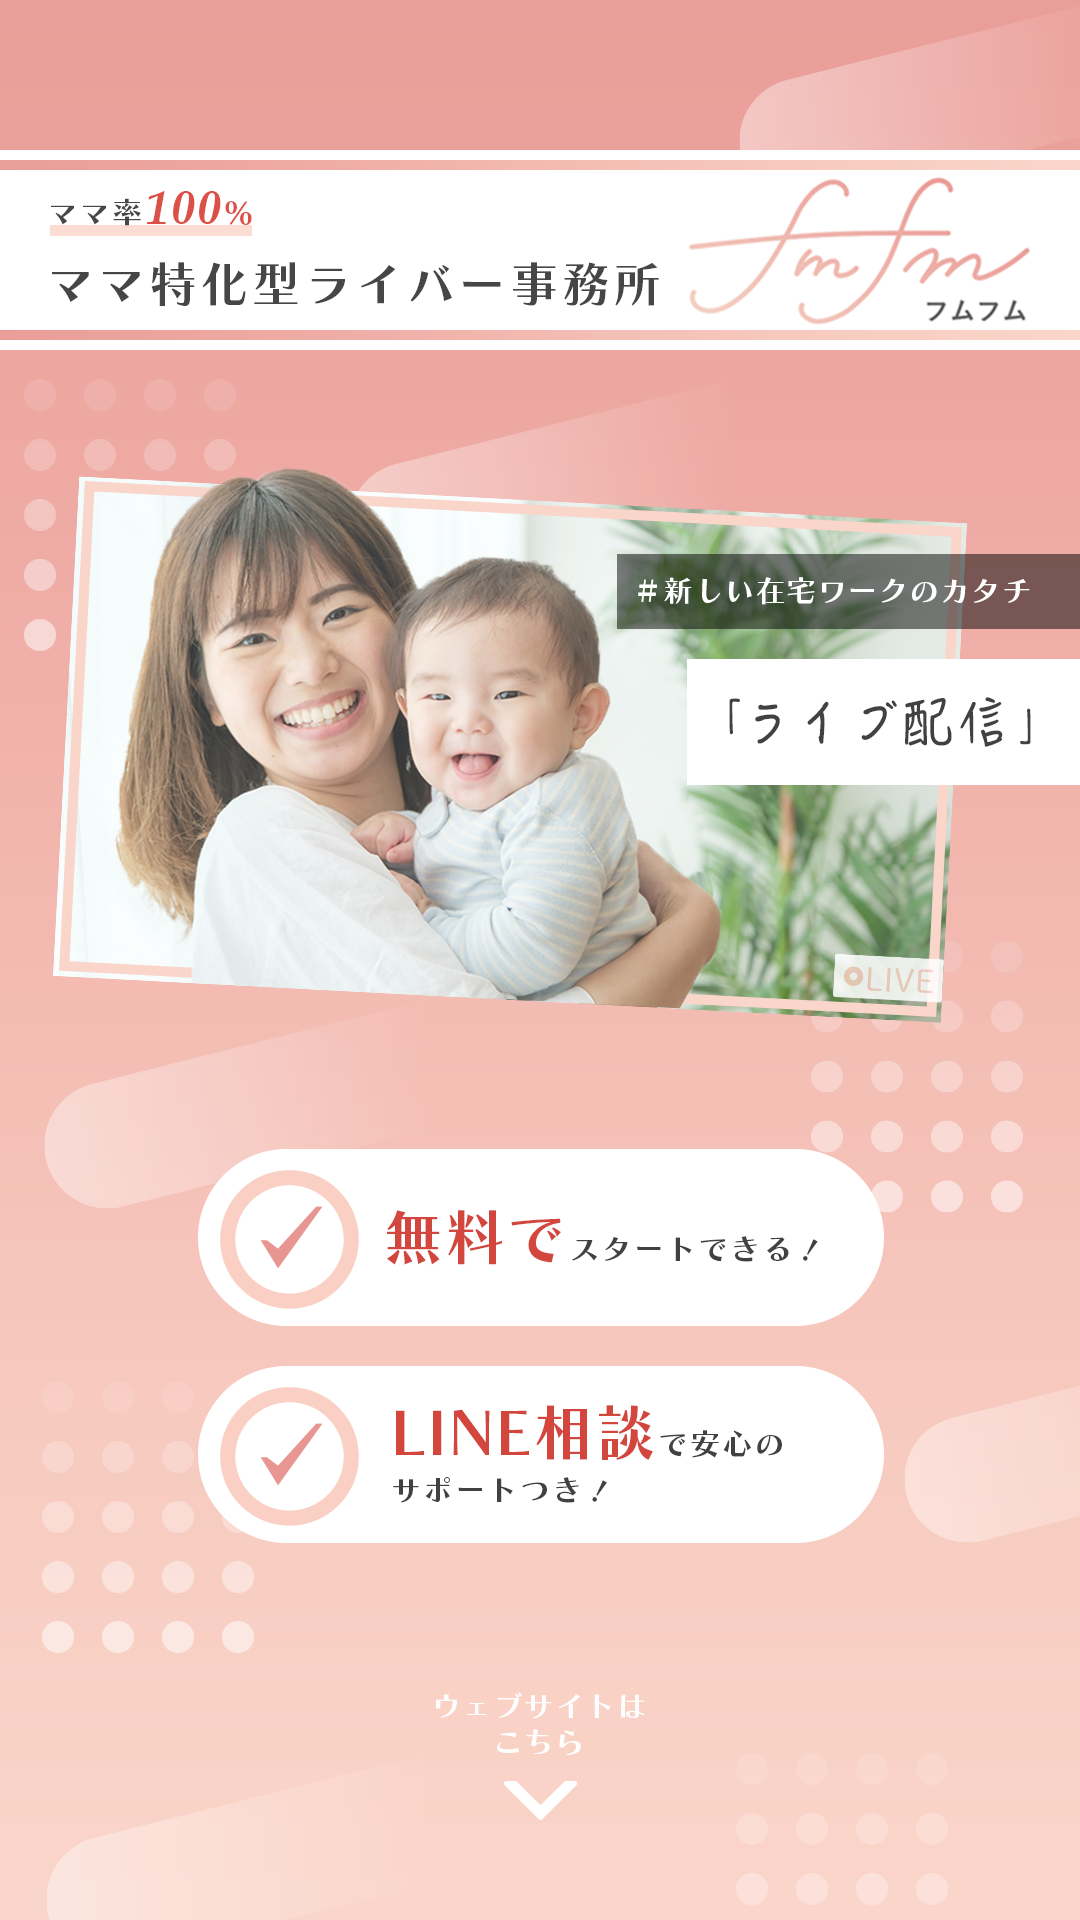 ママ率100%
ママ特化型ライバー事務所
fmfm
フムフム
#新しい在宅ワークのカタチ
「ライブ配信」
LIVE
無料でスタートできる!
LINE相談で安心の
サポートつき!
ウェブサイトは
こちら